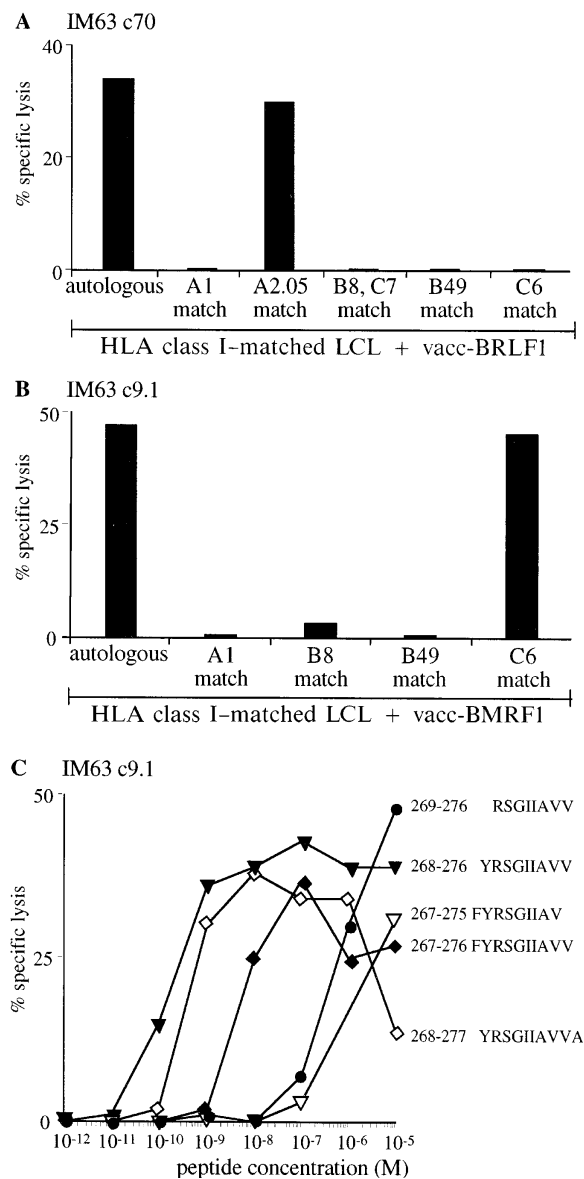 A IM63 c70
40
20
0
% specific lysis
autologous A1 match A2.05 match B8, C7 match B49 match C6 match
HLA class I-matched LCL + vacc-BRLF1
B IM63 c9.1
50
25
0
% specific lysis
autologous A1 match B8 match B49 match C6 match
HLA class I-matched LCL + vacc-BMRF1
C IM63 c9.1
50
25
0
% specific lysis
269-276 RSGIIAVV
268-276 YRSGIIAVV
267-275 FYRSGIIAV
267-276 FYRSGIIAVV
268-277 YRSGIIAVVA
10-12 10-11 10-10 10-9 10-8 10-7 10-6 10-5
peptide concentration (M)